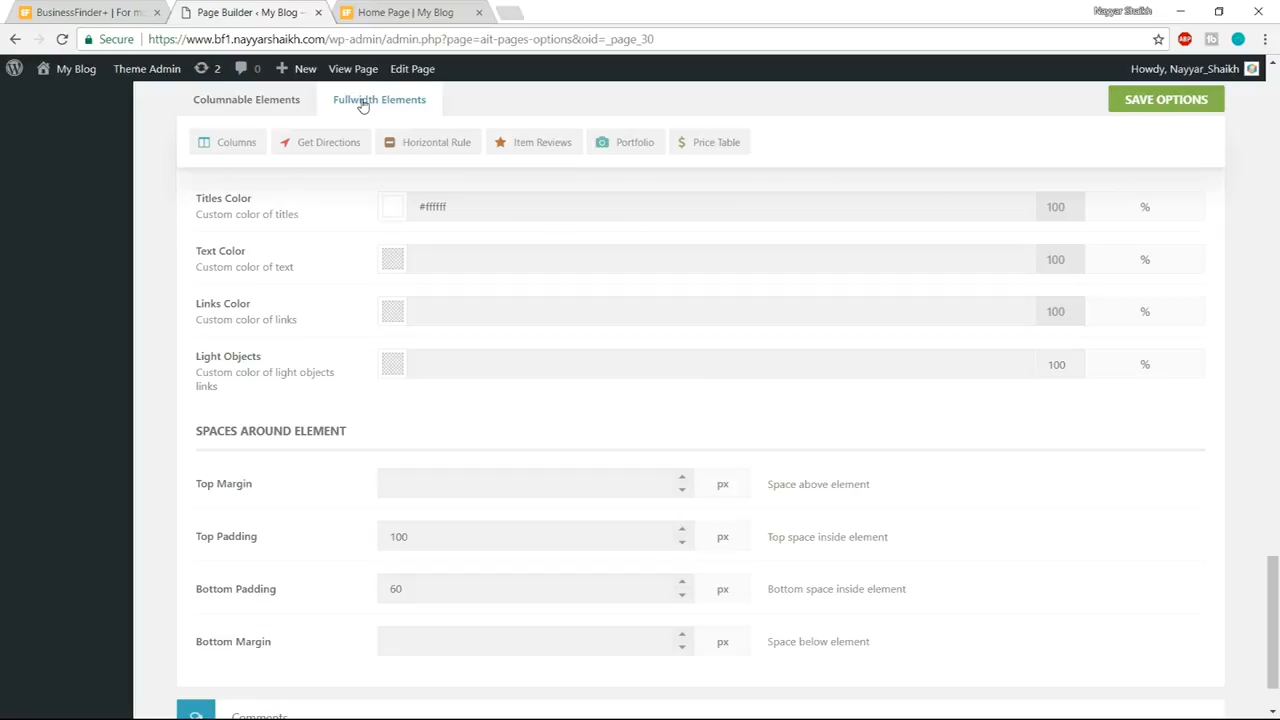 BusinessFinder+ | For m
Page Builder ‹ My Blog —
Home Page | My Blog
Nayyar Shaikh
Secure
https://www.bf1.nayyarshaikh.com/wp-admin/admin.php?page=ait-pages-options&oid=_page_30
ABP
My Blog
Theme Admin
2
0
New
View Page
Edit Page
Howdy, Nayyar_Shaikh
Columnable Elements
Fullwidth Elements
SAVE OPTIONS
Columns
Get Directions
Horizontal Rule
Item Reviews
Portfolio
$ Price Table
Titles Color
Custom color of titles
#ffffff
100
%
Text Color
Custom color of text
100
%
Links Color
Custom color of links
100
%
Light Objects
Custom color of light objects
links
100
%
SPACES AROUND ELEMENT
Top Margin
px
Space above element
Top Padding
100
px
Top space inside element
Bottom Padding
60
px
Bottom space inside element
Bottom Margin
px
Space below element
Comments